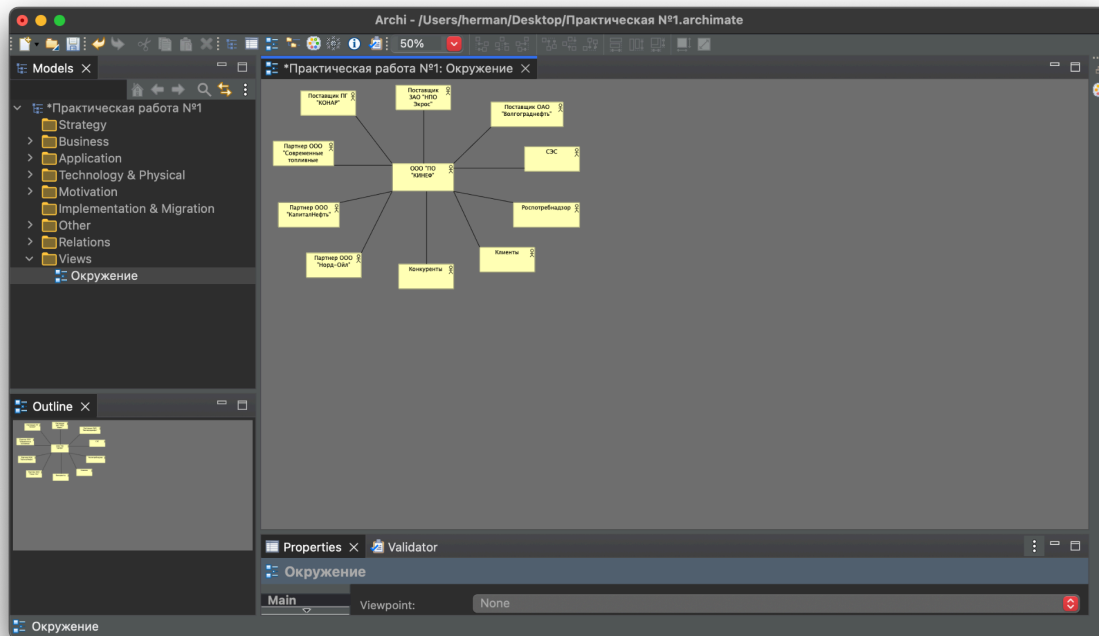 Archi - /Users/herman/Desktop/Практическая №1.archimate
50%
Models
*Практическая работа №1: Окружение
*Практическая работа №1
Strategy
Business
Application
Technology & Physical
Motivation
Implementation & Migration
Other
Relations
Views
Окружение
Поставщик ПГ
"КОНАР"
Поставщик
ЗАО "НПО
Экрос"
Поставщик ОАО
"Волгограднефть"
Партнер ООО
"Современные
топливные
СЭС
ООО "ПО
"КИНЕФ"
Партнер ООО
"КапиталНефть"
Роспотребнадзор
Партнер ООО
"Норд-Ойл"
Конкуренты
Клиенты
Outline
Properties
Validator
Окружение
Main
Viewpoint:
None
Окружение